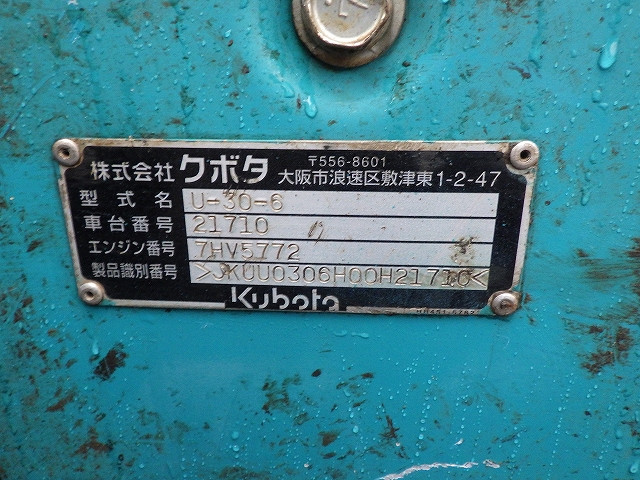 株式会社 クボタ 〒556-8601
大阪市浪速区敷津東1-2-47
型式名 U-30-6
車台番号 21710
エンジン番号 7HV5772
製品識別番号 >JKUU0306H00H21710<
Kubota